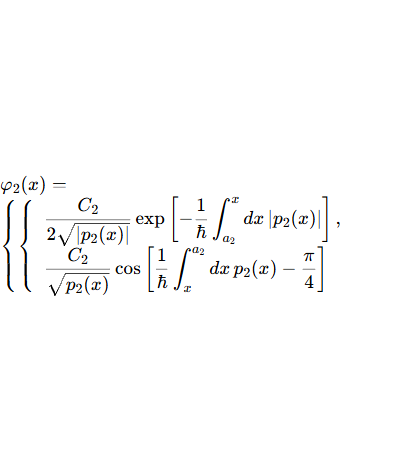 φ₂(x) =
{ { C₂ / (2√|p₂(x)|) exp [ −(1/ħ) ∫_{a₂}^{x} dx |p₂(x)| ] ,
C₂ / √p₂(x) cos [ (1/ħ) ∫_{x}^{a₂} dx p₂(x) − π/4 ]